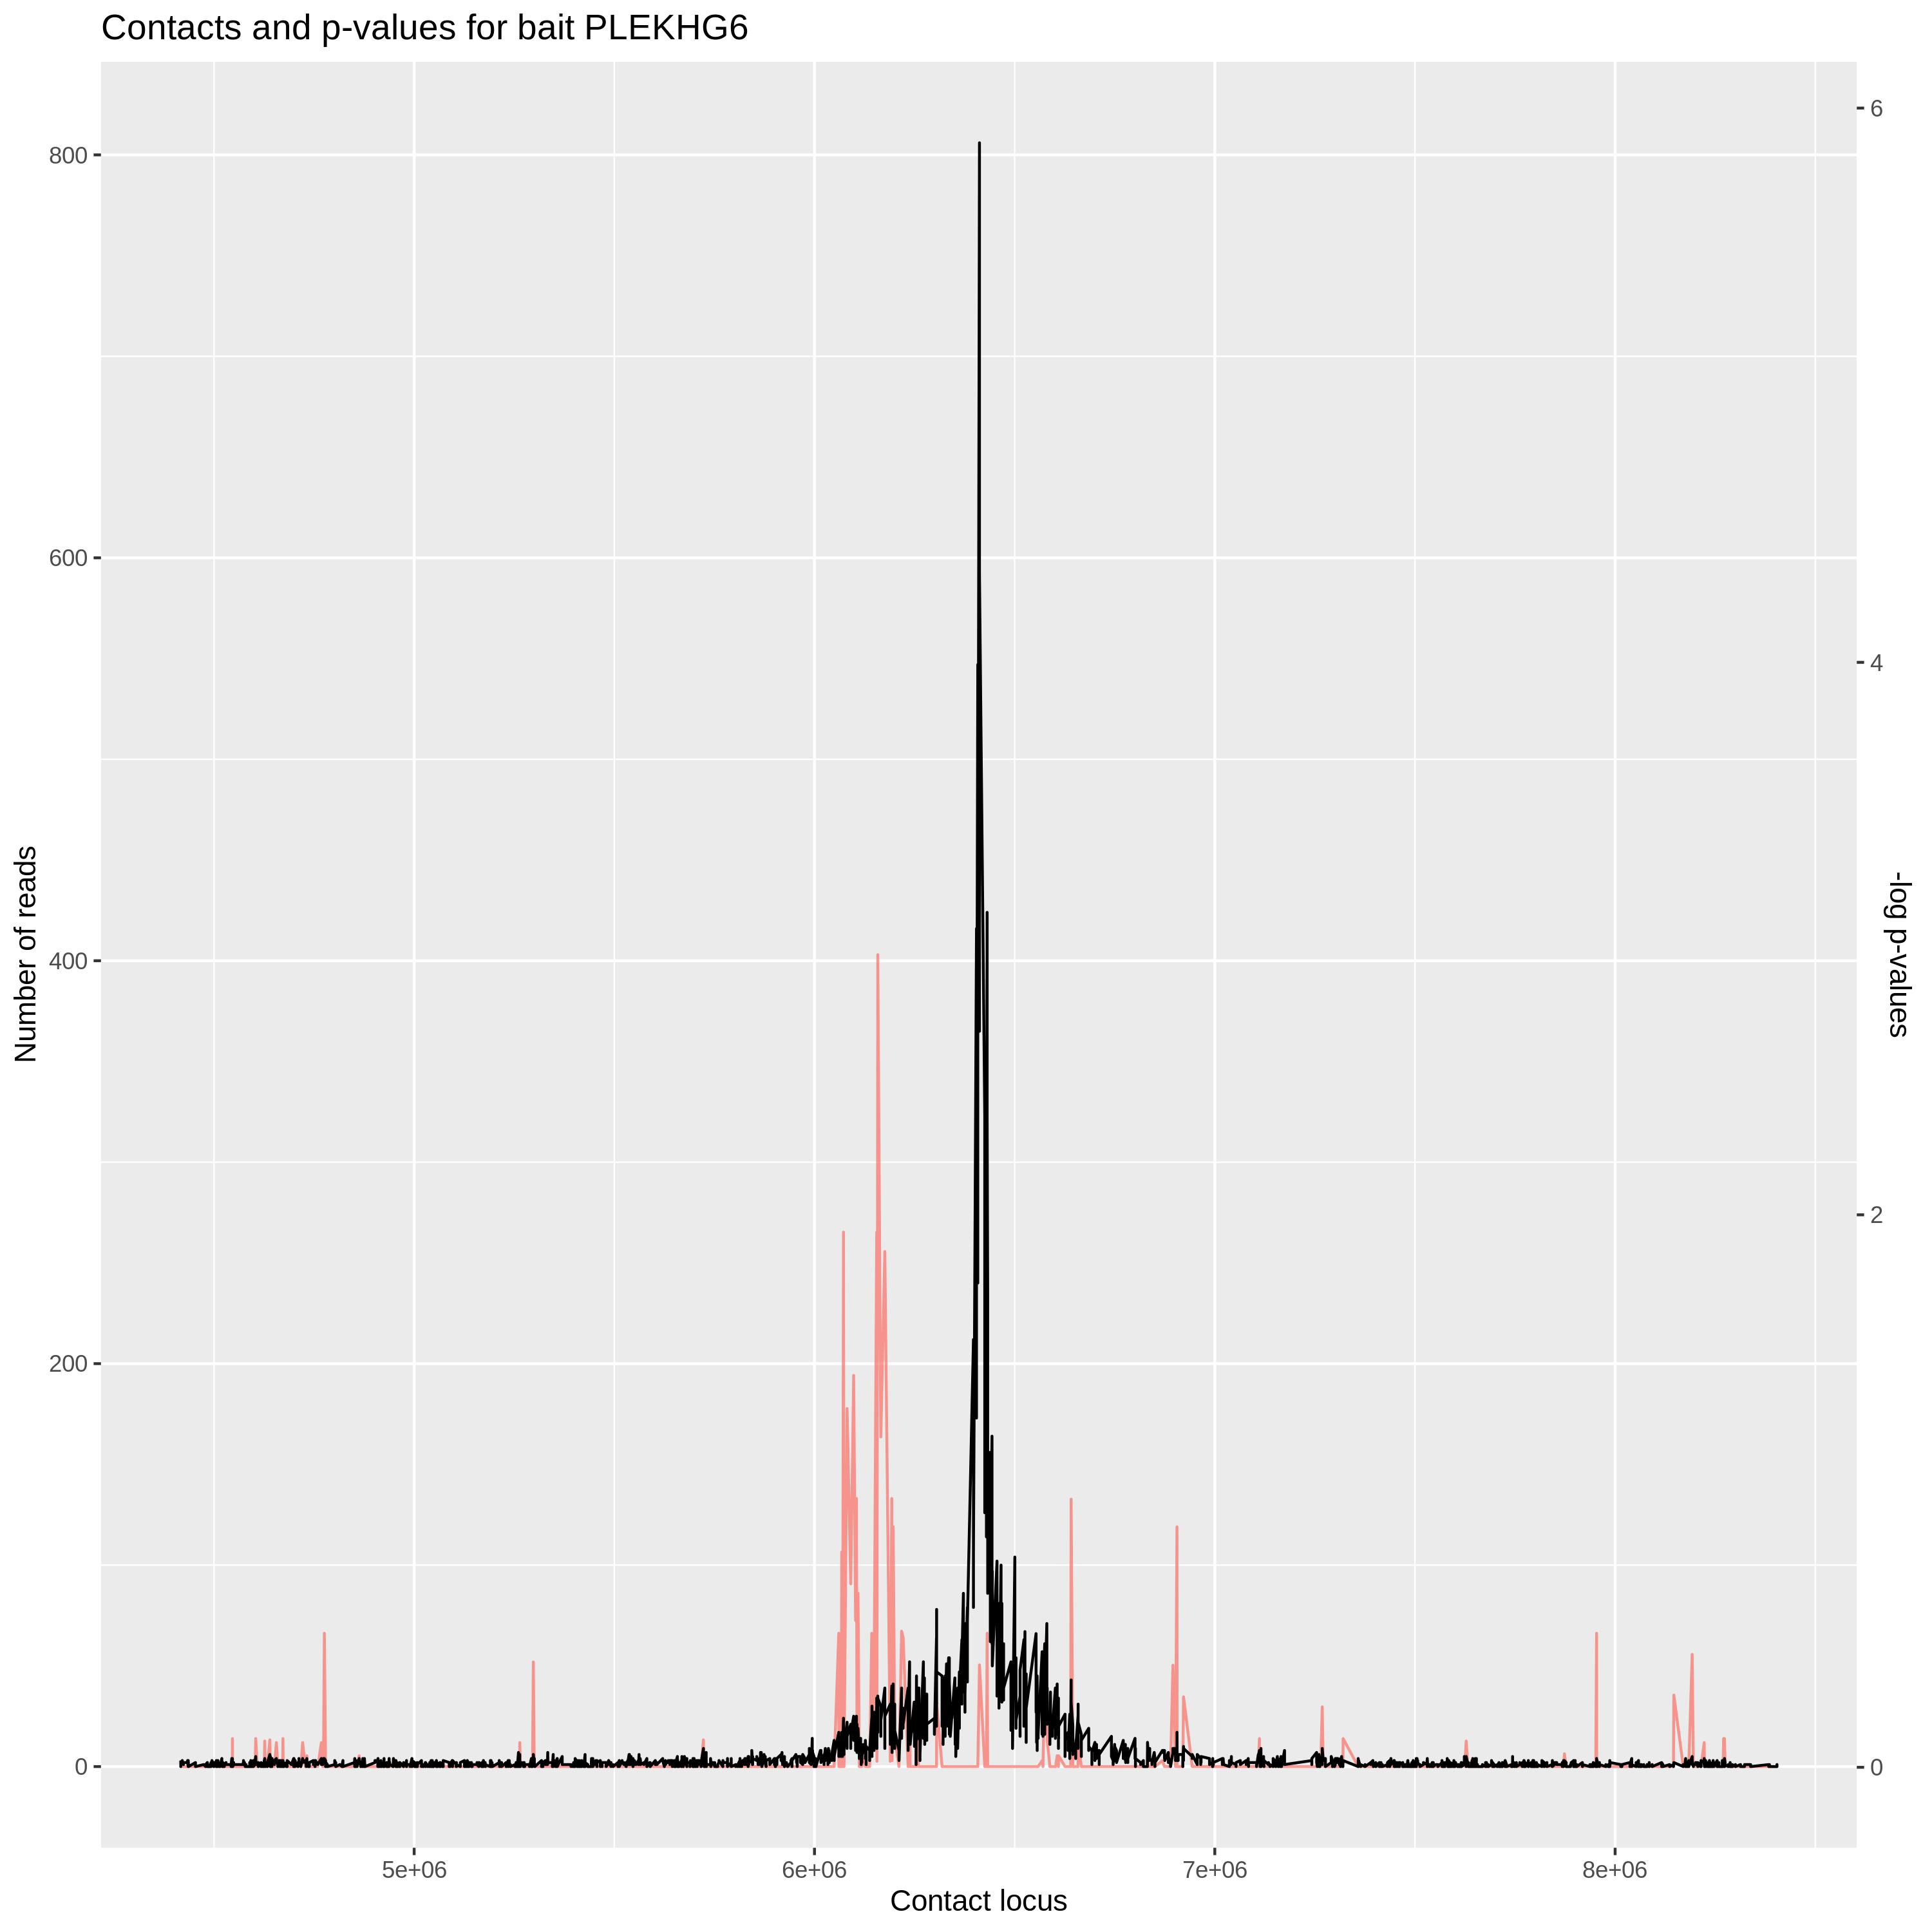 Contacts and p-values for bait PLEKHG6
800
600
400
200
0
Number of reads
6
4
2
0
-log p-values
5e+06
6e+06
7e+06
8e+06
Contact locus